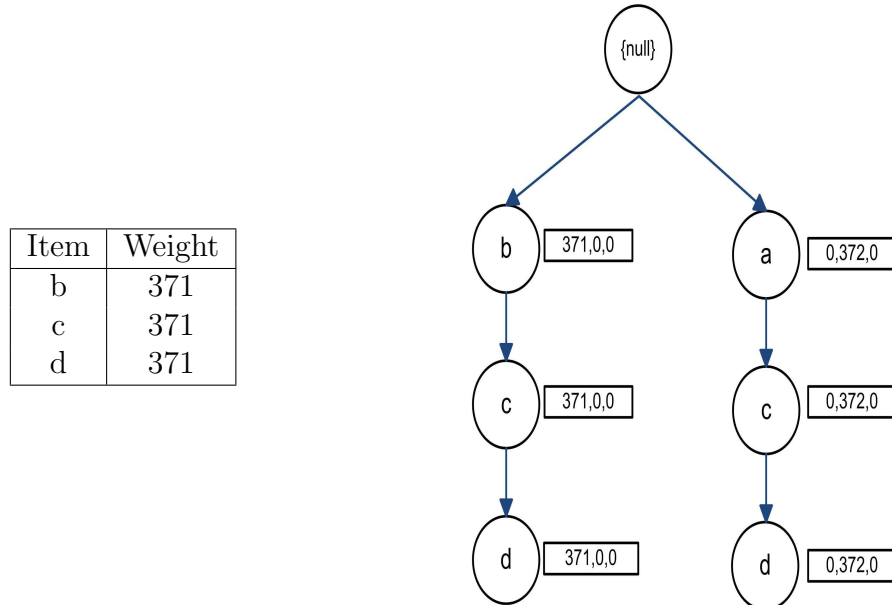 {null}
Item Weight
b 371
c 371
d 371
b 371,0,0
a 0,372,0
c 371,0,0
c 0,372,0
d 371,0,0
d 0,372,0